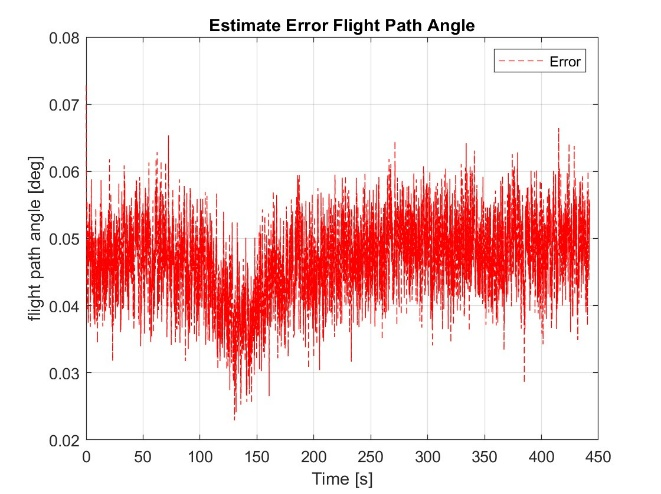 Estimate Error Flight Path Angle
Error
flight path angle [deg]
0.08
0.07
0.06
0.05
0.04
0.03
0.02
0 50 100 150 200 250 300 350 400 450
Time [s]